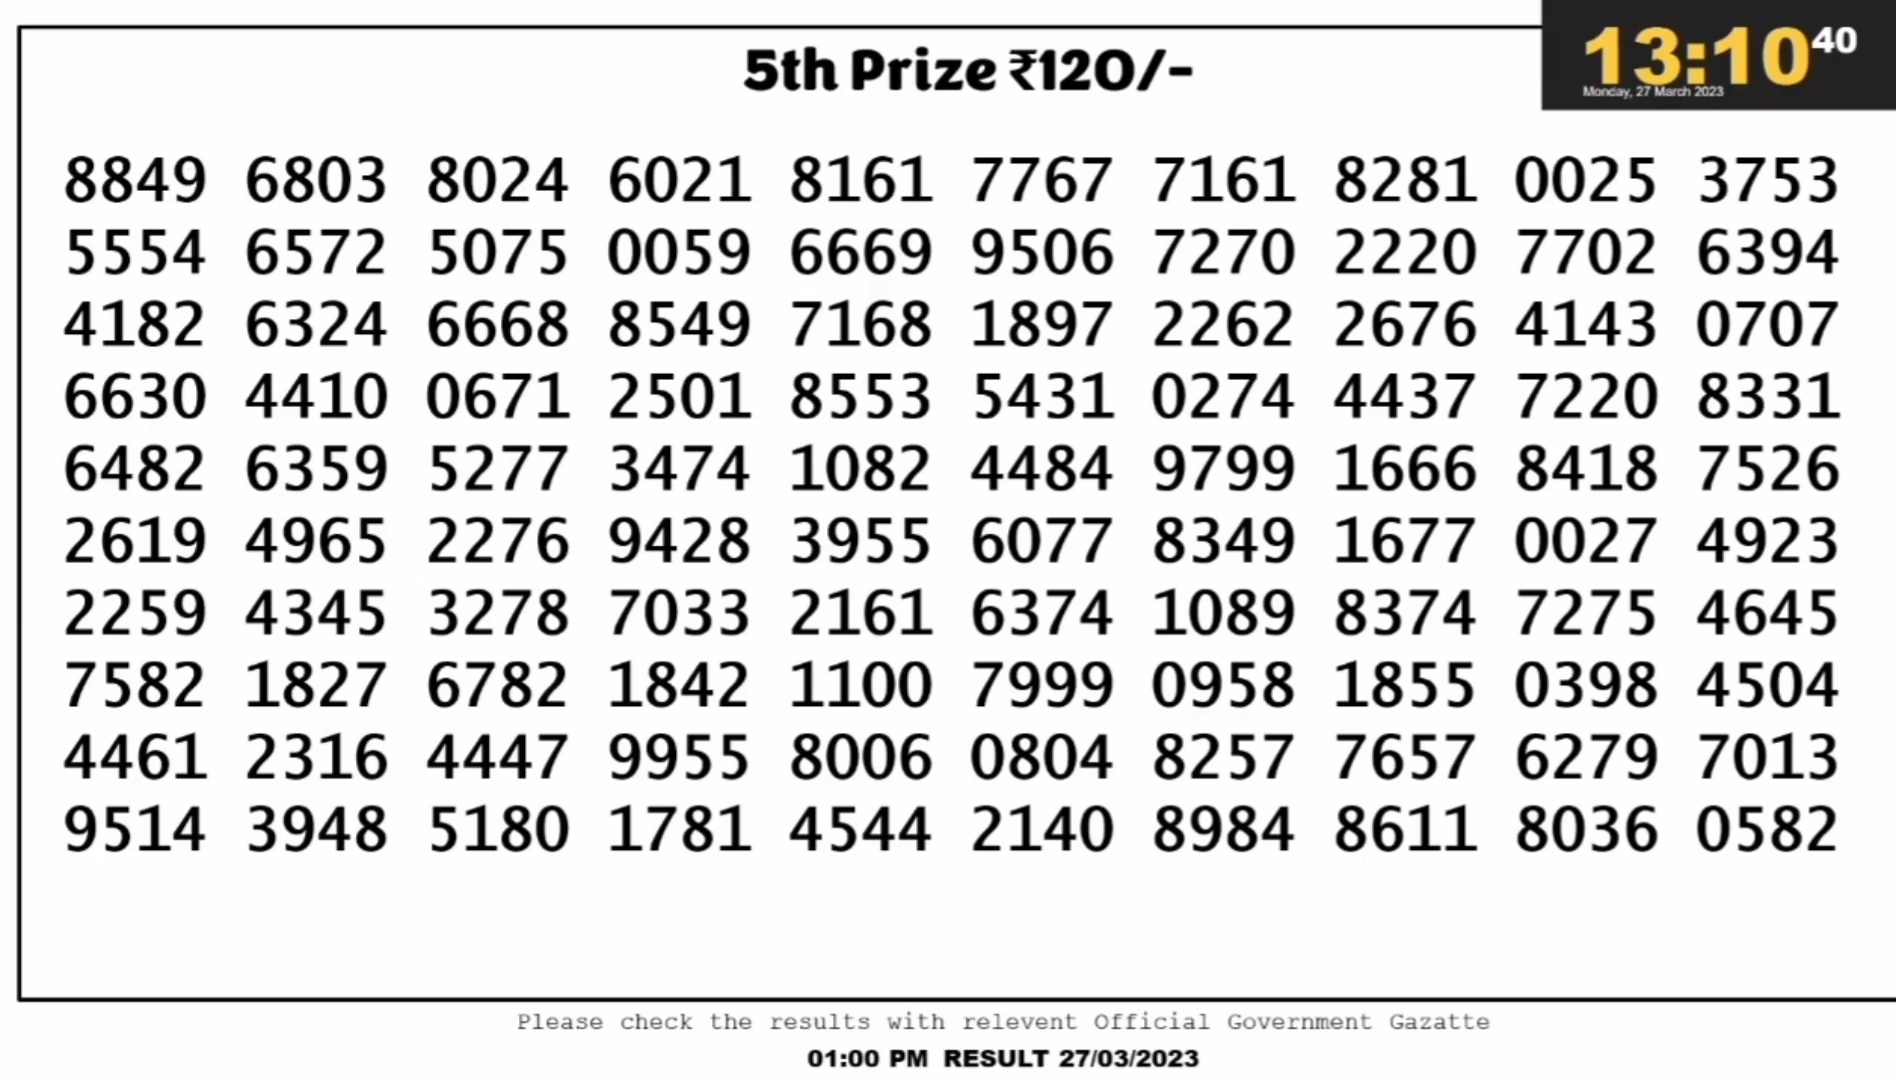 13:10 40
Monday, 27 March 2023
5th Prize ₹120/-
8849 6803 8024 6021 8161 7767 7161 8281 0025 3753
5554 6572 5075 0059 6669 9506 7270 2220 7702 6394
4182 6324 6668 8549 7168 1897 2262 2676 4143 0707
6630 4410 0671 2501 8553 5431 0274 4437 7220 8331
6482 6359 5277 3474 1082 4484 9799 1666 8418 7526
2619 4965 2276 9428 3955 6077 8349 1677 0027 4923
2259 4345 3278 7033 2161 6374 1089 8374 7275 4645
7582 1827 6782 1842 1100 7999 0958 1855 0398 4504
4461 2316 4447 9955 8006 0804 8257 7657 6279 7013
9514 3948 5180 1781 4544 2140 8984 8611 8036 0582
Please check the results with relevent Official Government Gazatte
01:00 PM RESULT 27/03/2023